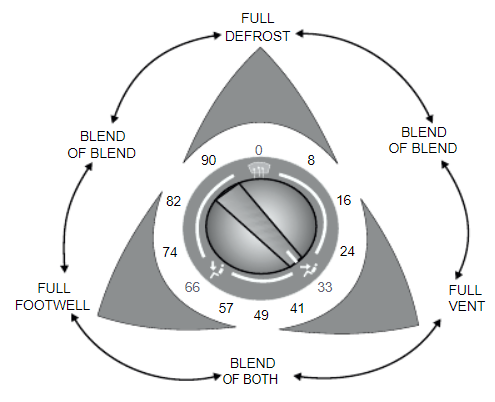 FULL
DEFROST
BLEND
OF BLEND
BLEND
OF BLEND
90
0
8
82
16
74
24
66
33
57
49
41
FULL
FOOTWELL
FULL
VENT
BLEND
OF BOTH